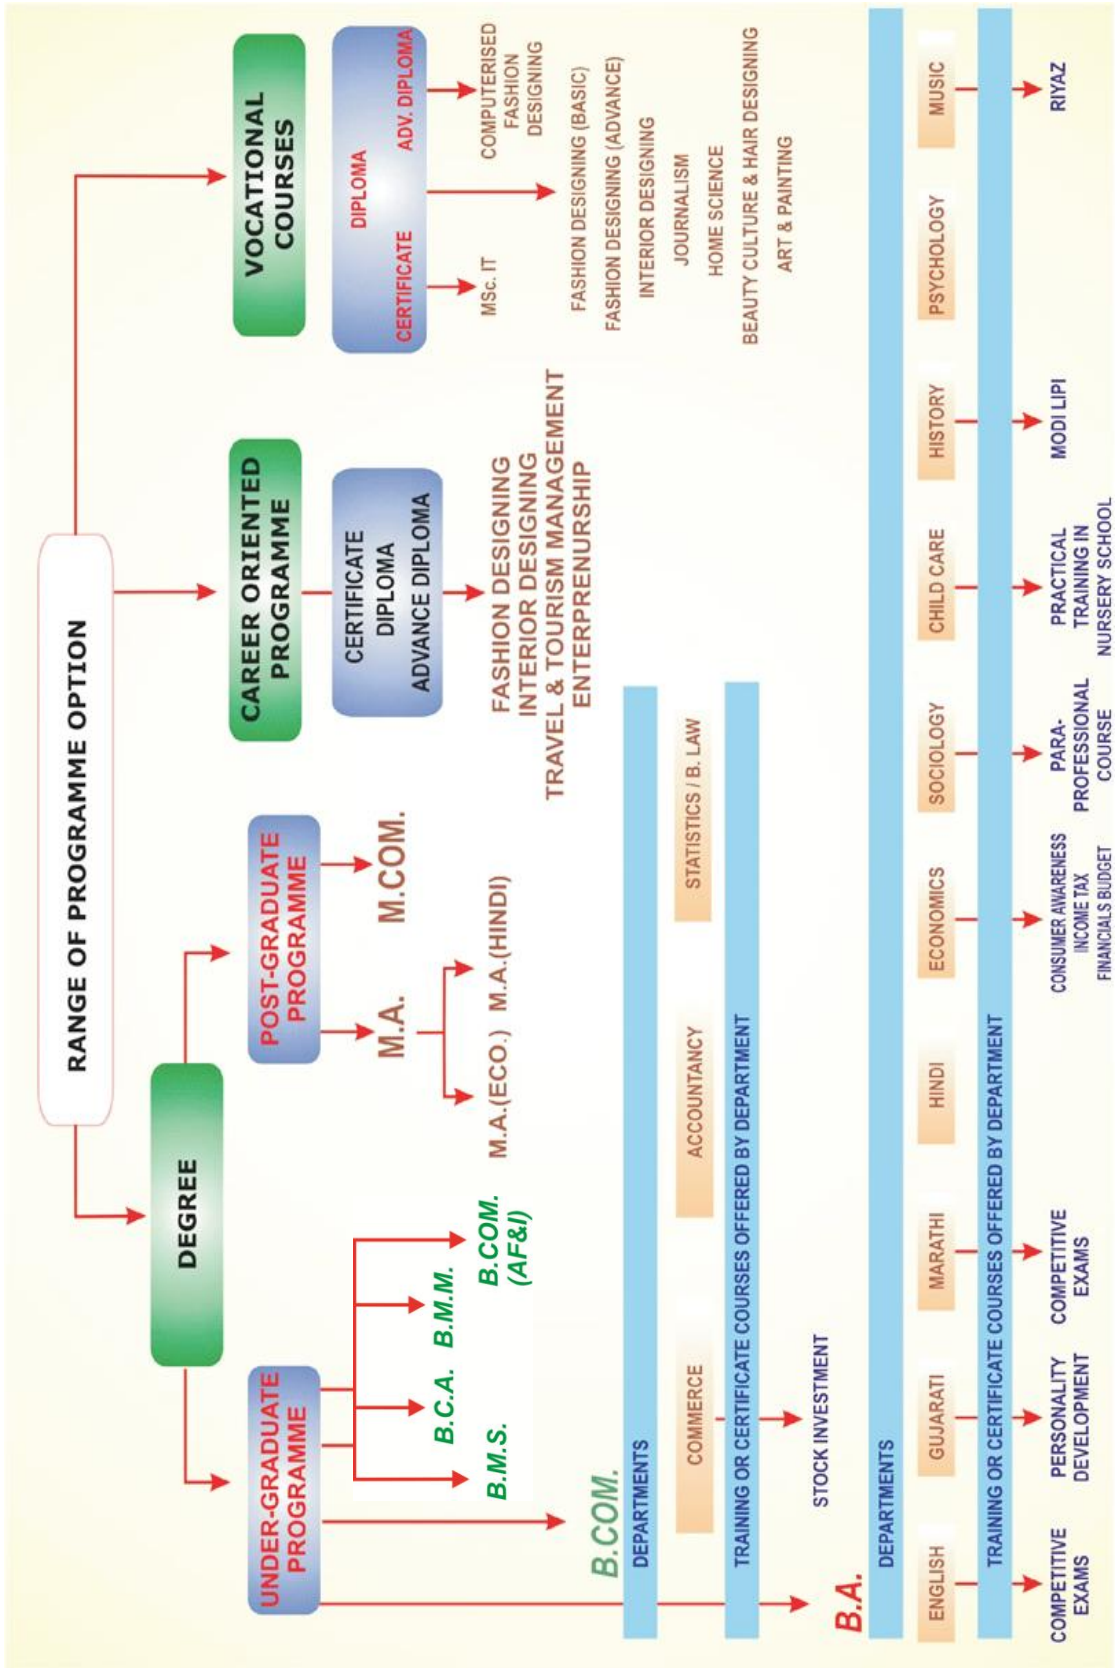 RANGE OF PROGRAMME OPTION
DEGREE
UNDER-GRADUATE
PROGRAMME
B.M.S.
B.C.A.
B.M.M.
B.COM.
(AF&I)
POST-GRADUATE
PROGRAMME
M.A.
M.COM.
M.A.(ECO.)
M.A.(HINDI)
CAREER ORIENTED
PROGRAMME
CERTIFICATE
DIPLOMA
ADVANCE DIPLOMA
FASHION DESIGNING
INTERIOR DESIGNING
TRAVEL & TOURISM MANAGEMENT
ENTERPRENURSHIP
VOCATIONAL
COURSES
CERTIFICATE
DIPLOMA
ADV. DIPLOMA
MSc. IT
COMPUTERISED
FASHION
DESIGNING
FASHION DESIGNING (BASIC)
FASHION DESIGNING (ADVANCE)
INTERIOR DESIGNING
JOURNALISM
HOME SCIENCE
BEAUTY CULTURE & HAIR DESIGNING
ART & PAINTING
B.COM.
DEPARTMENTS
COMMERCE
ACCOUNTANCY
STATISTICS / B. LAW
TRAINING OR CERTIFICATE COURSES OFFERED BY DEPARTMENT
STOCK INVESTMENT
B.A.
DEPARTMENTS
ENGLISH
GUJARATI
MARATHI
HINDI
ECONOMICS
SOCIOLOGY
CHILD CARE
HISTORY
PSYCHOLOGY
MUSIC
TRAINING OR CERTIFICATE COURSES OFFERED BY DEPARTMENT
COMPETITIVE
EXAMS
PERSONALITY
DEVELOPMENT
COMPETITIVE
EXAMS
CONSUMER AWARENESS
INCOME TAX
FINANCIALS BUDGET
PARA-
PROFESSIONAL
COURSE
PRACTICAL
TRAINING IN
NURSERY SCHOOL
MODI LIPI
RIYAZ